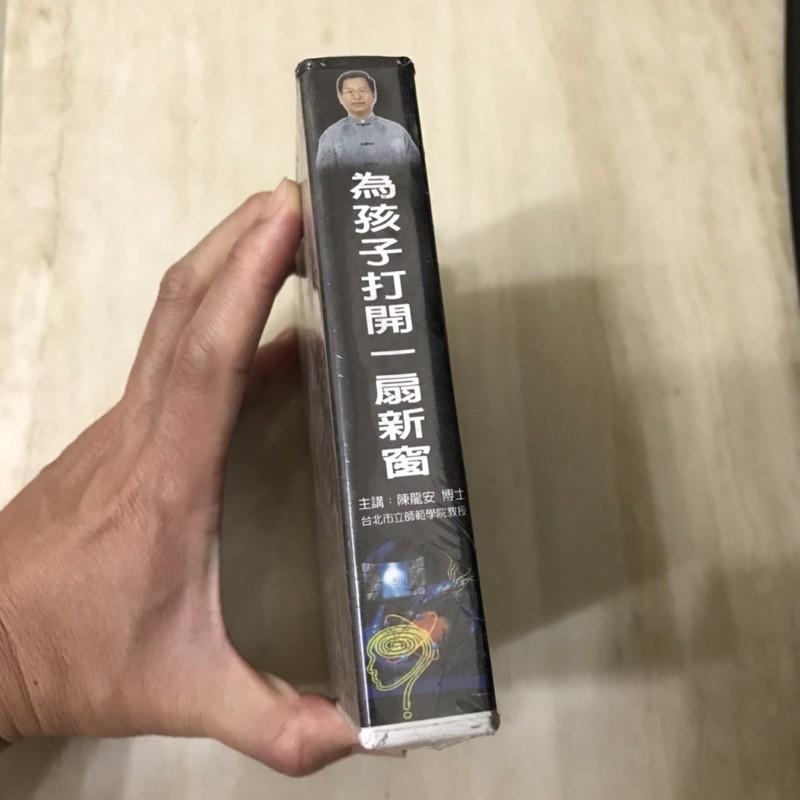 為孩子打開一扇新窗
主講：陳龍安 博士
台北市立師範學院教授